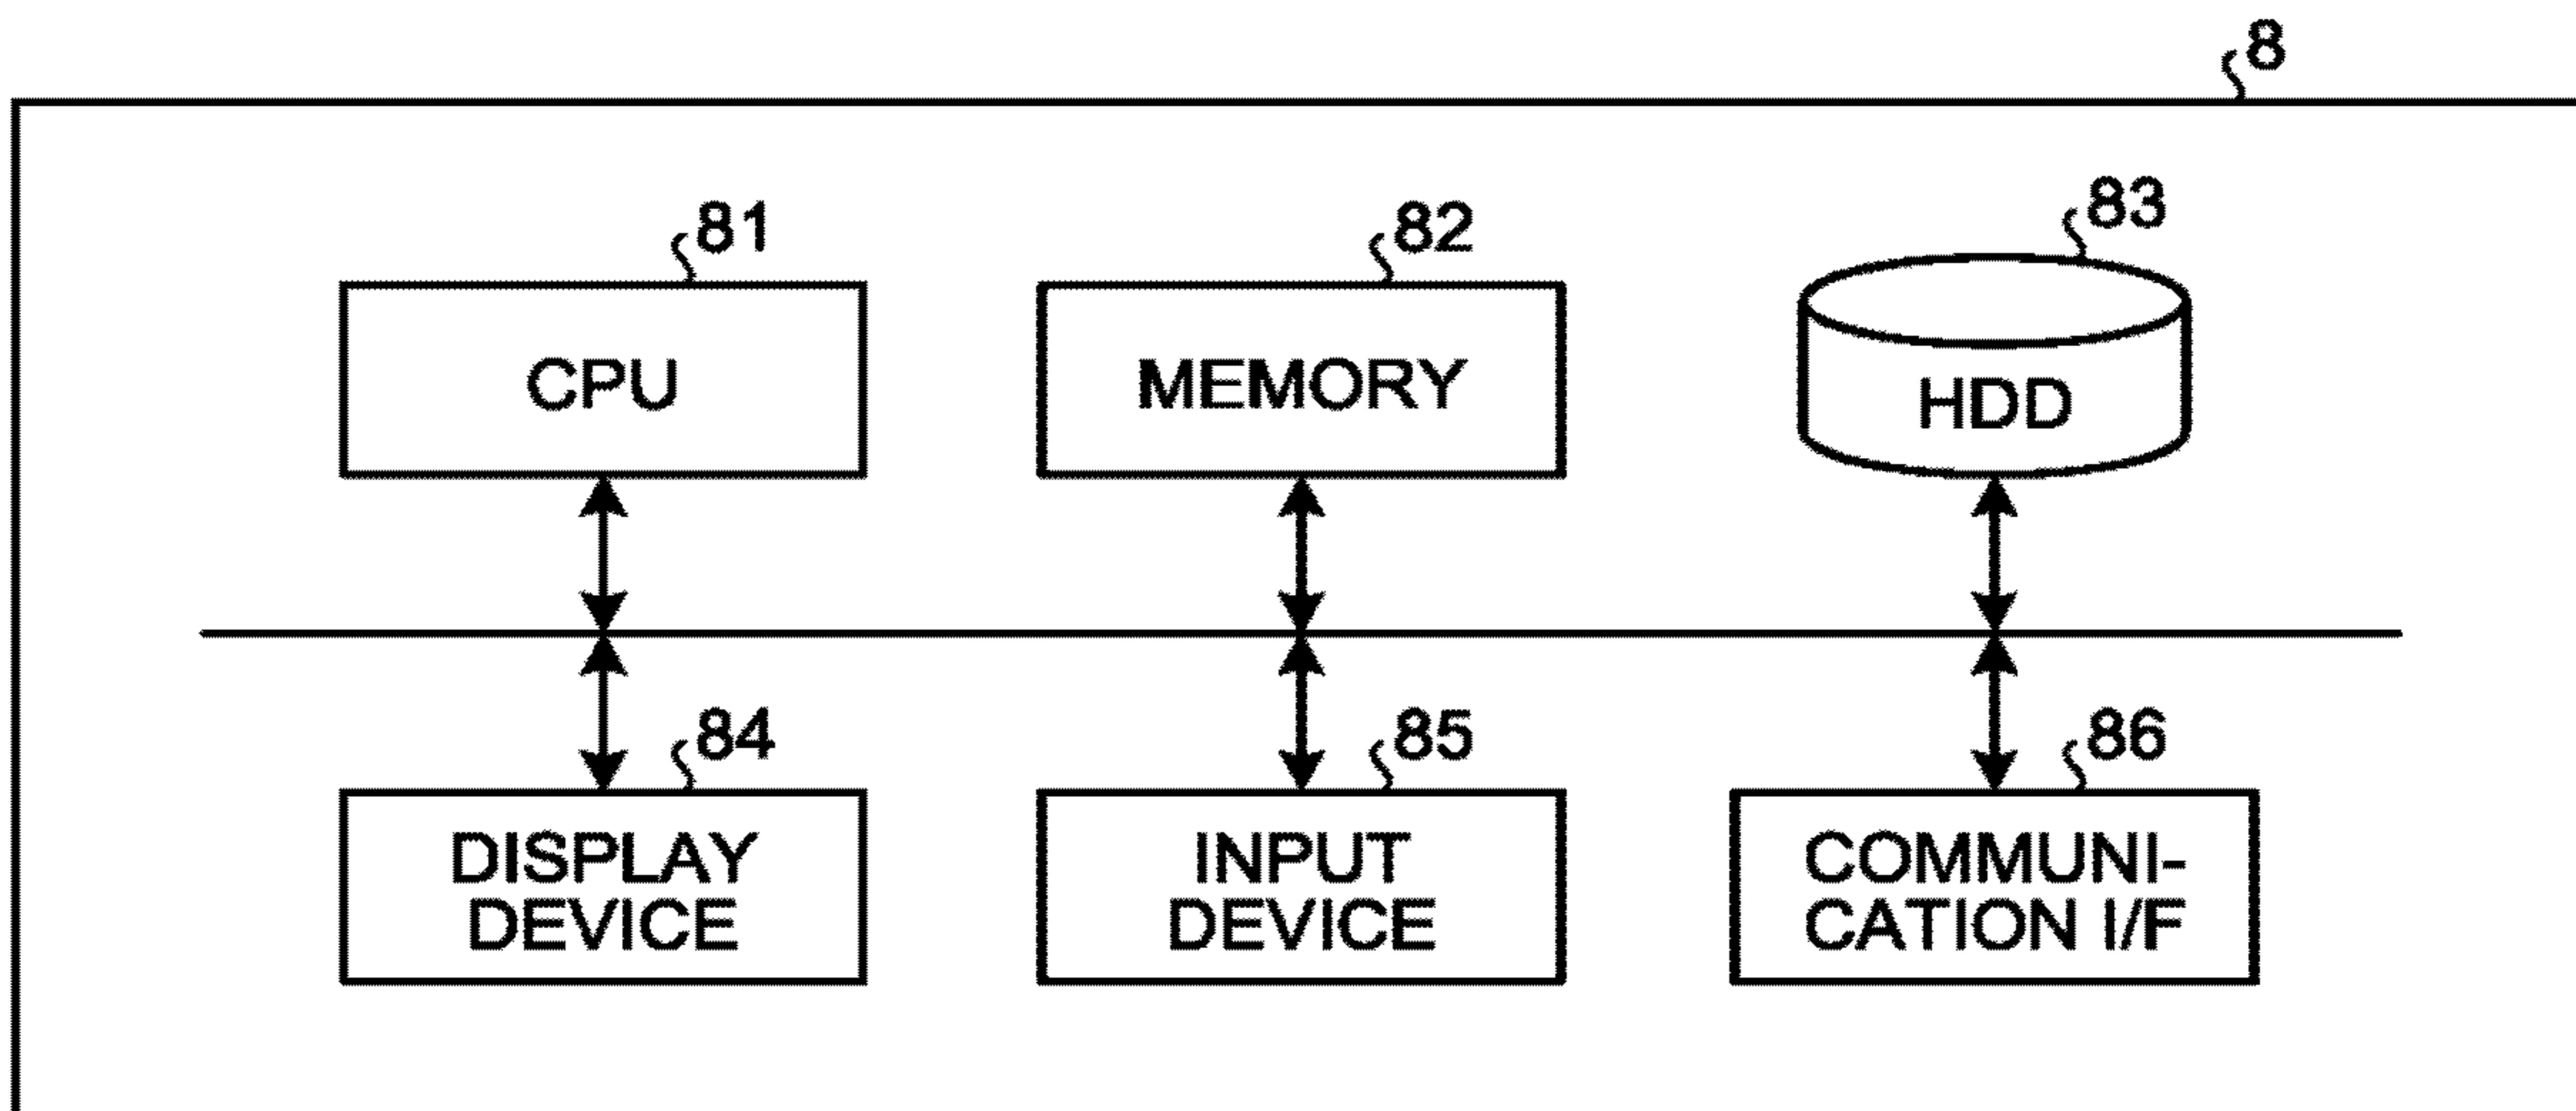 8
81
82
83
CPU
MEMORY
HDD
84
85
86
DISPLAY
DEVICE
INPUT
DEVICE
COMMUNI-
CATION I/F